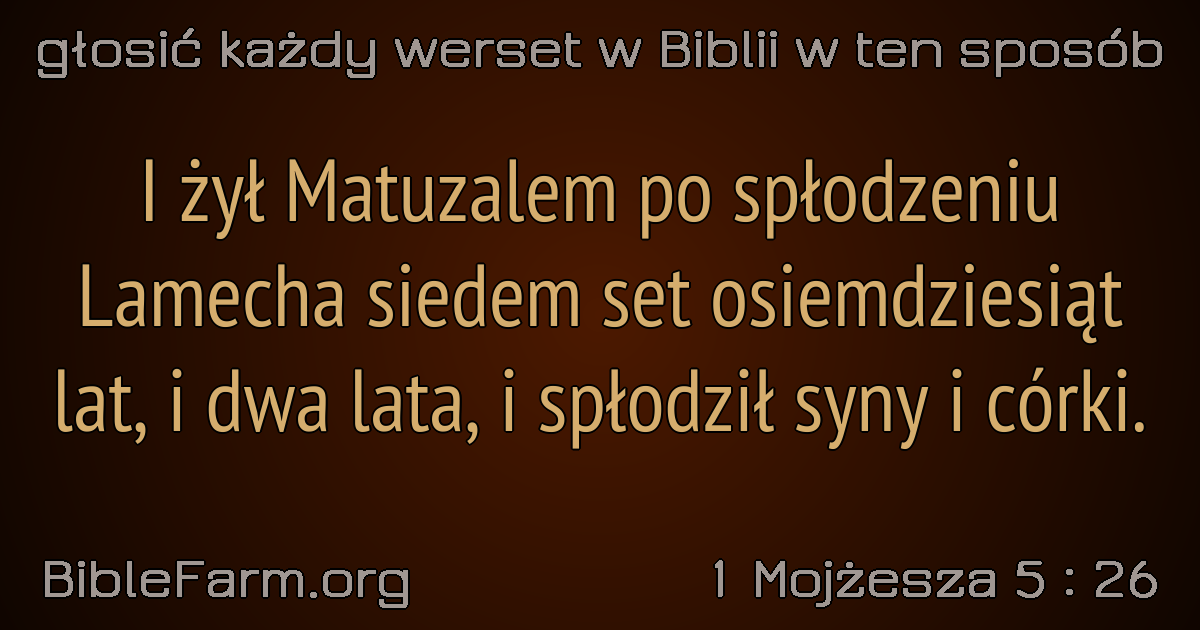 głosić każdy werset w Biblii w ten sposób
I żył Matuzalem po spłodzeniu
Lamecha siedem set osiemdziesiąt
lat, i dwa lata, i spłodził syny i córki.
BibleFarm.org
1 Mojżesza 5 : 26